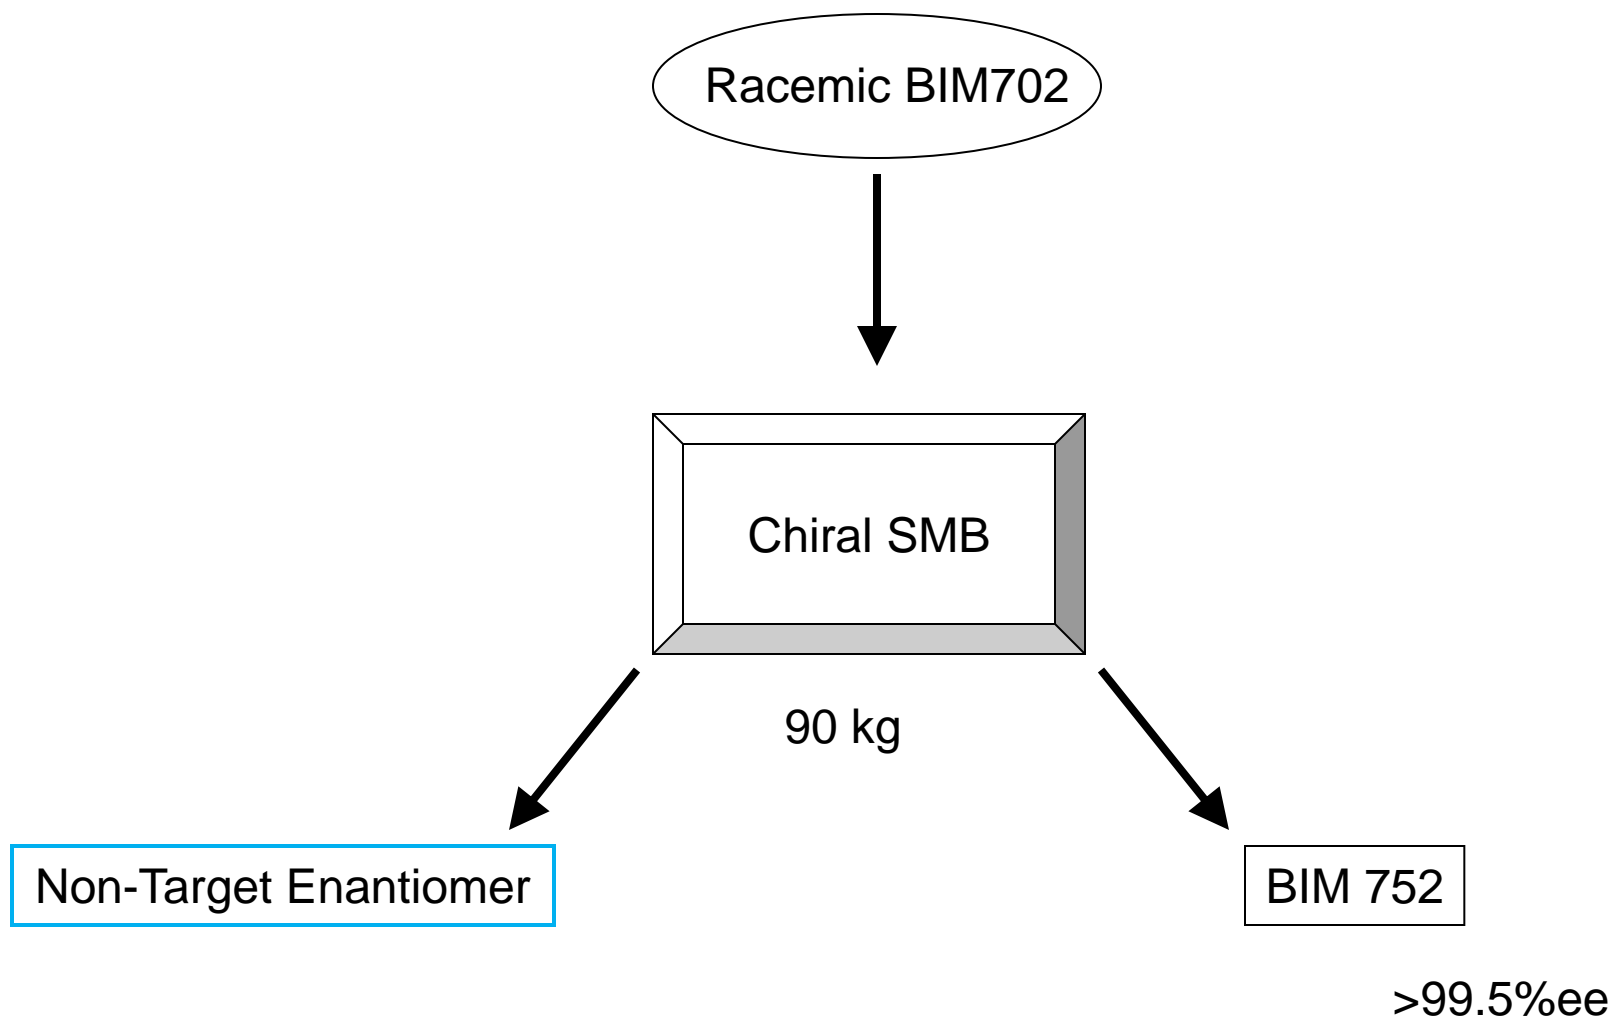 Racemic BIM702
Chiral SMB
90 kg
Non-Target Enantiomer
BIM 752
>99.5%ee